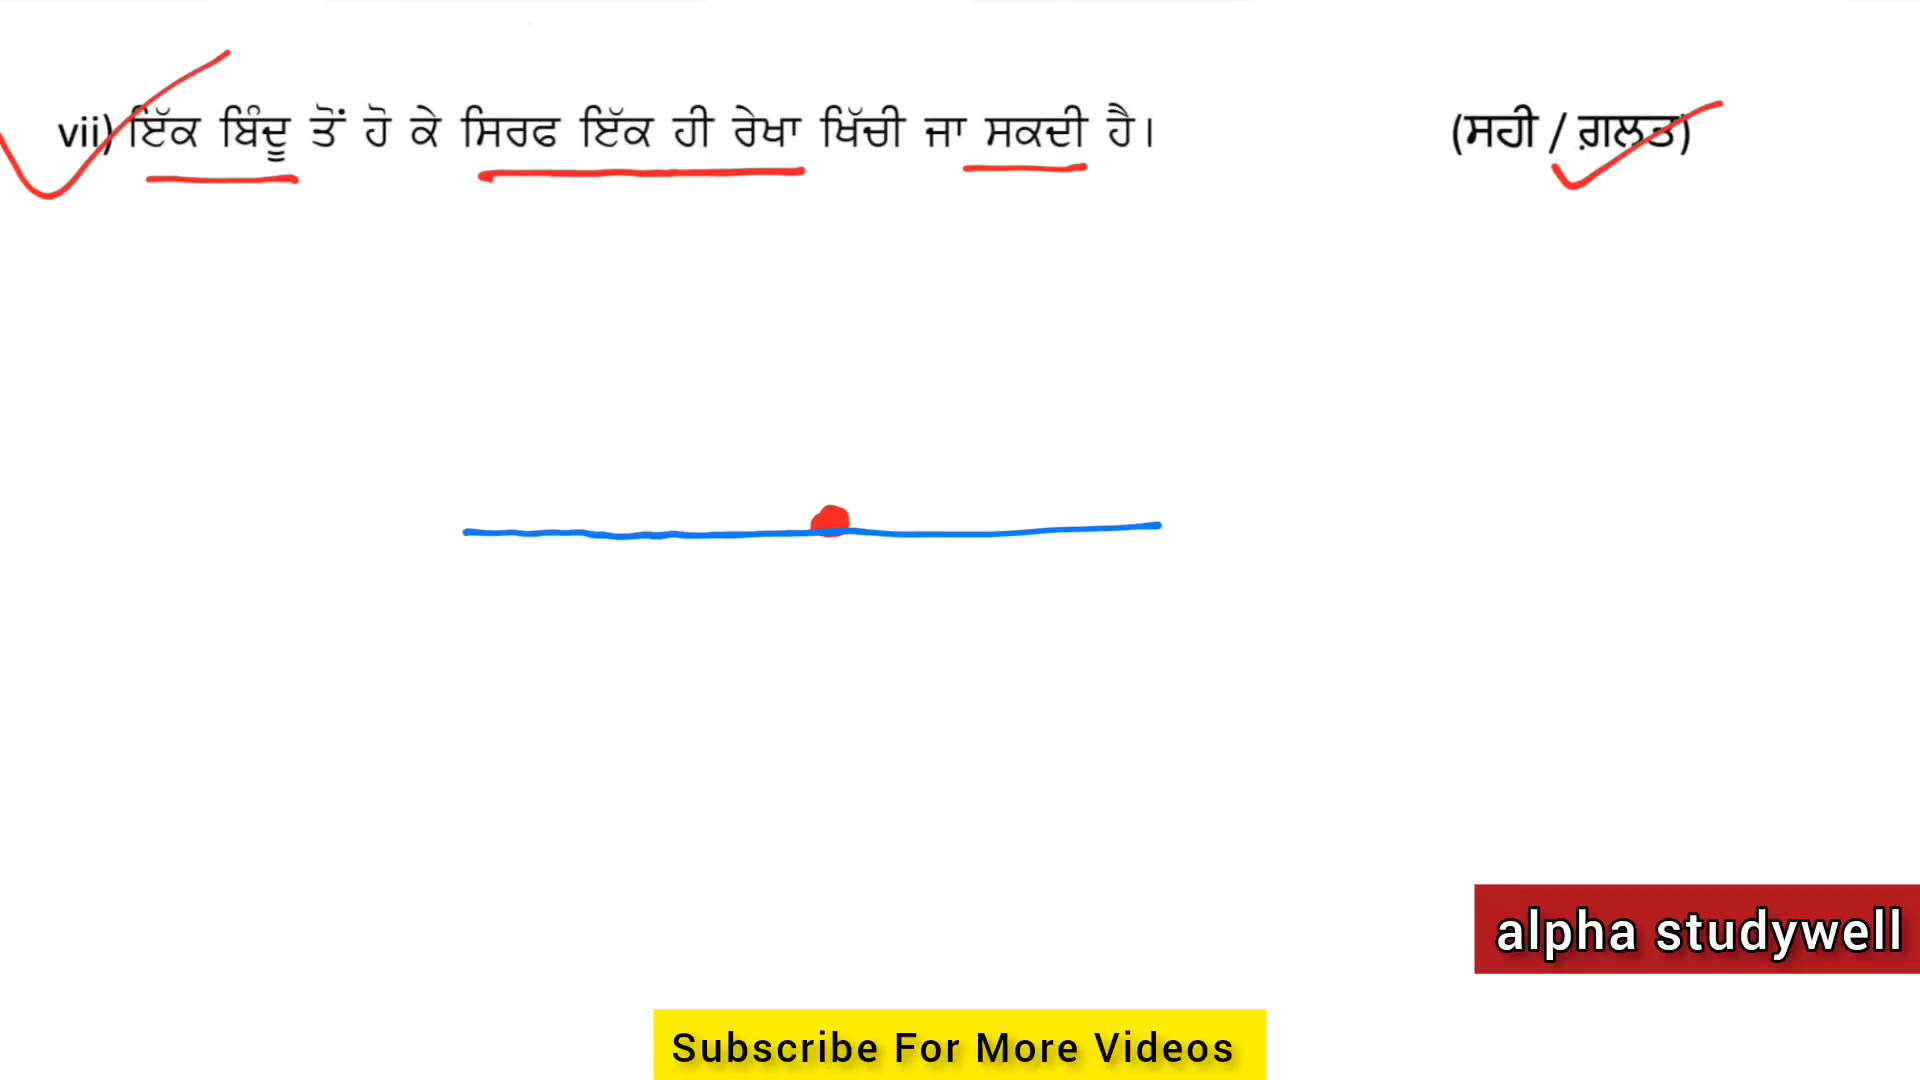 vii) ਇੱਕ ਬਿੰਦੂ ਤੋਂ ਹੋ ਕੇ ਸਿਰਫ ਇੱਕ ਹੀ ਰੇਖਾ ਖਿੱਚੀ ਜਾ ਸਕਦੀ ਹੈ। (ਸਹੀ / ਗ਼ਲਤ)
alpha studywell
Subscribe For More Videos